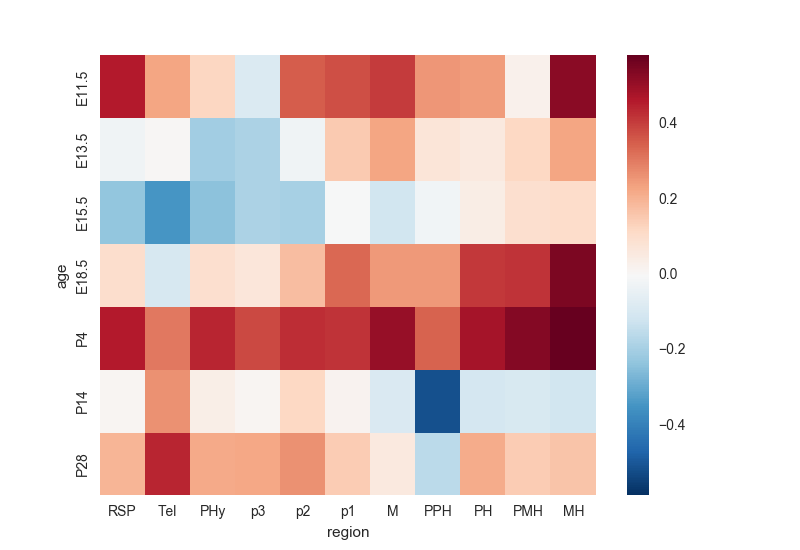 age
E11.5
E13.5
E15.5
E18.5
P4
P14
P28
RSP Tel PHy p3 p2 p1 M PPH PH PMH MH
region
0.4
0.2
0.0
−0.2
−0.4